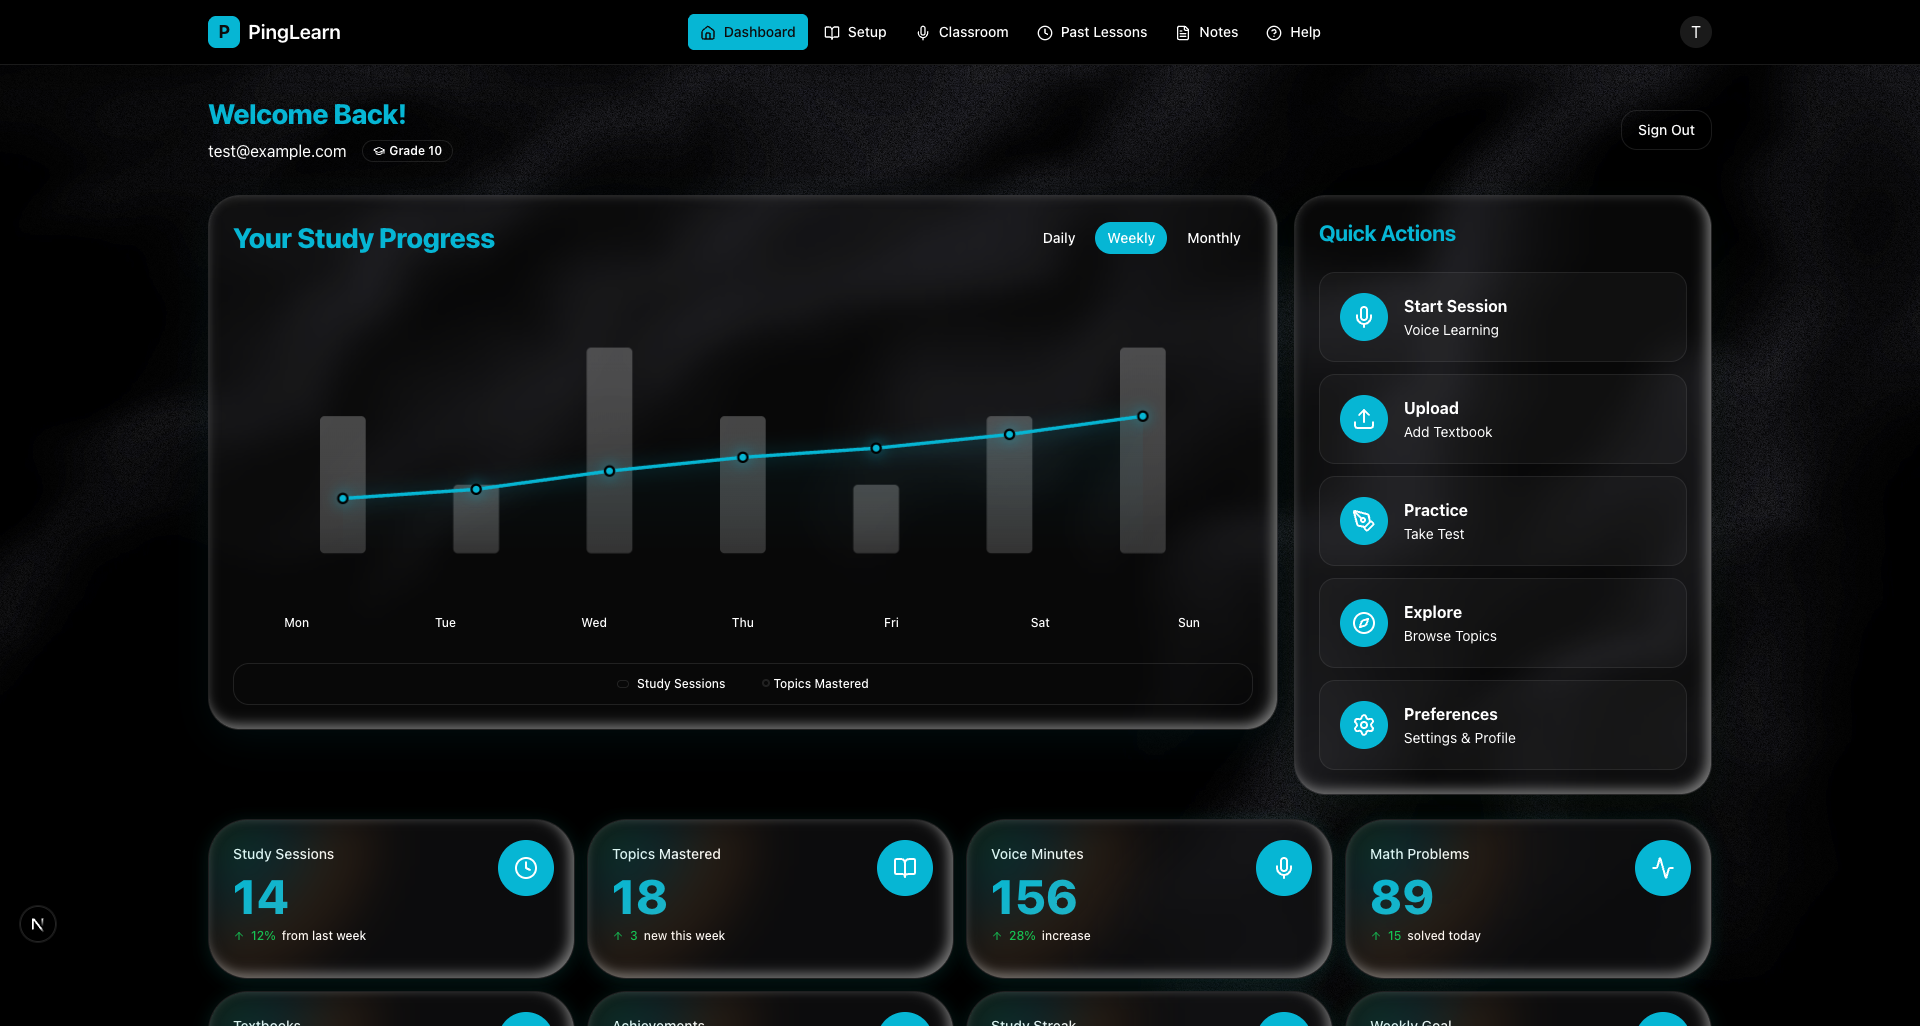 P PingLearn
Dashboard Setup Classroom Past Lessons Notes Help
T
Welcome Back!
test@example.com Grade 10
Sign Out
Your Study Progress
Daily Weekly Monthly
Mon Tue Wed Thu Fri Sat Sun
Study Sessions Topics Mastered
Quick Actions
Start Session
Voice Learning
Upload
Add Textbook
Practice
Take Test
Explore
Browse Topics
Preferences
Settings & Profile
Study Sessions
14
↑ 12% from last week
Topics Mastered
18
↑ 3 new this week
Voice Minutes
156
↑ 28% increase
Math Problems
89
↑ 15 solved today
N
Textbooks
Achievements
Study Streak
Weekly Goal